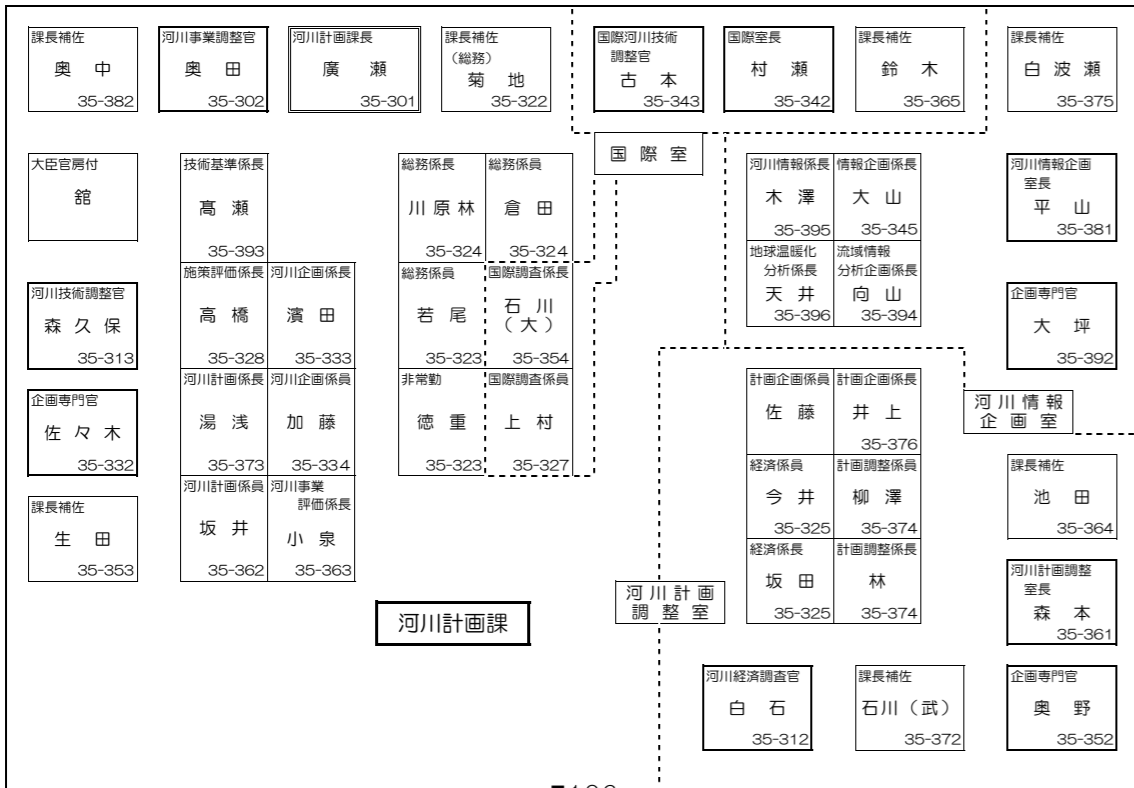 課長補佐
奥 中
35-382
河川事業調整官
奥 田
35-302
河川計画課長
廣 瀬
35-301
課長補佐
（総務）
菊 地
35-322
国際河川技術
調整官
古 本
35-343
国際室長
村 瀬
35-342
課長補佐
鈴 木
35-365
課長補佐
白 波 瀬
35-375
国 際 室
大臣官房付
舘
技術基準係長
髙 瀬
35-393
総務係長
川 原 林
35-324
総務係員
倉 田
35-324
河川情報係長
木 澤
35-395
情報企画係長
大 山
35-345
河川情報企画
室長
平 山
35-381
河川技術調整官
森 久 保
35-313
施策評価係長
高 橋
35-328
河川企画係長
濱 田
35-333
総務係員
若 尾
35-323
国際調査係長
石 川
（ 大 ）
35-354
地球温暖化
分析係長
天 井
35-396
流域情報
分析企画係長
向 山
35-394
企画専門官
大 坪
35-392
企画専門官
佐 々 木
35-332
河川計画係長
湯 浅
35-373
河川企画係員
加 藤
35-334
非常勤
徳 重
35-323
国際調査係員
上 村
35-327
計画企画係員
佐 藤
計画企画係長
井 上
35-376
河 川 情 報
企 画 室
課長補佐
生 田
35-353
河川計画係員
坂 井
35-362
河川事業
評価係長
小 泉
35-363
経済係員
今 井
35-325
計画調整係員
柳 澤
35-374
課長補佐
池 田
35-364
経済係長
坂 田
35-325
計画調整係長
林
35-374
河川計画調整
室長
森 本
35-361
河 川 計 画
調 整 室
河川計画課
河川経済調査官
白 石
35-312
課長補佐
石川（武）
35-372
企画専門官
奥 野
35-352